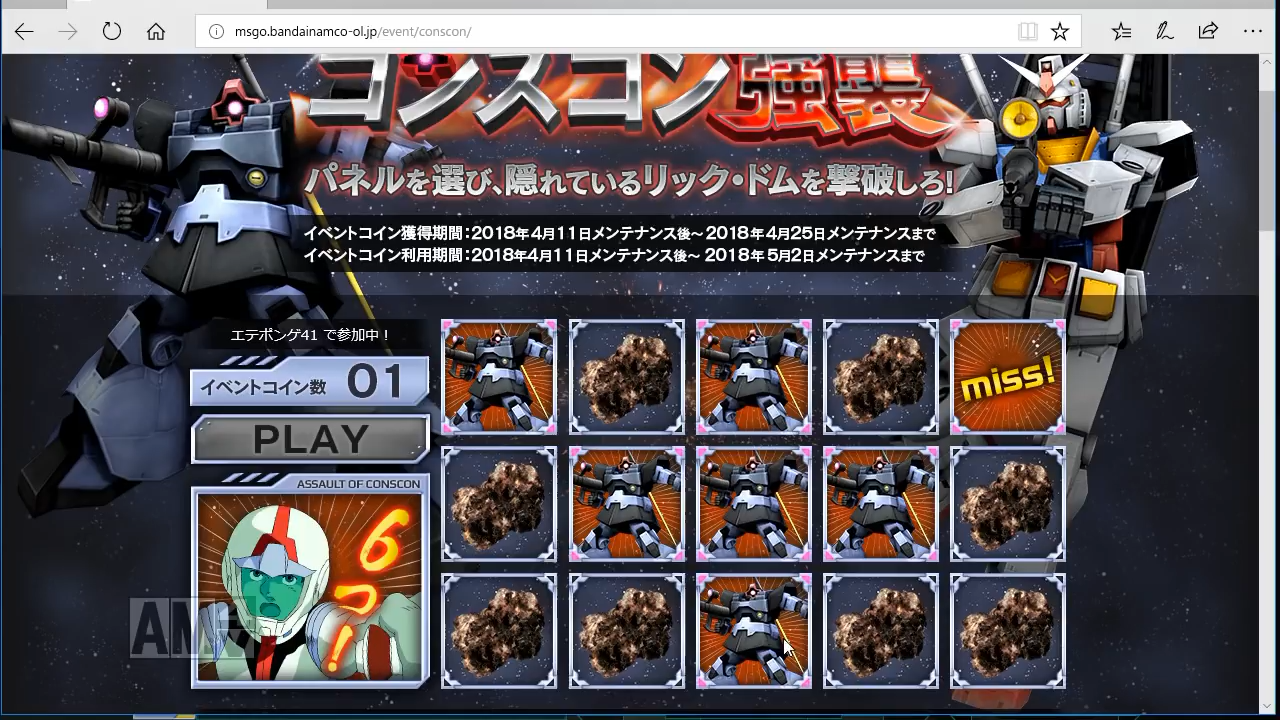 msgo.bandainamco-ol.jp/event/conscon/
コンスコン強襲
パネルを選び、隠れているリック・ドムを撃破しろ!
イベントコイン獲得期間:2018年4月11日メンテナンス後~2018年4月25日メンテナンスまで
イベントコイン利用期間:2018年4月11日メンテナンス後~ 2018年5月2日メンテナンスまで
エテポンゲ41 で参加中!
イベントコイン数 01
PLAY
miss!
ASSAULT OF CONSCON
6つ!